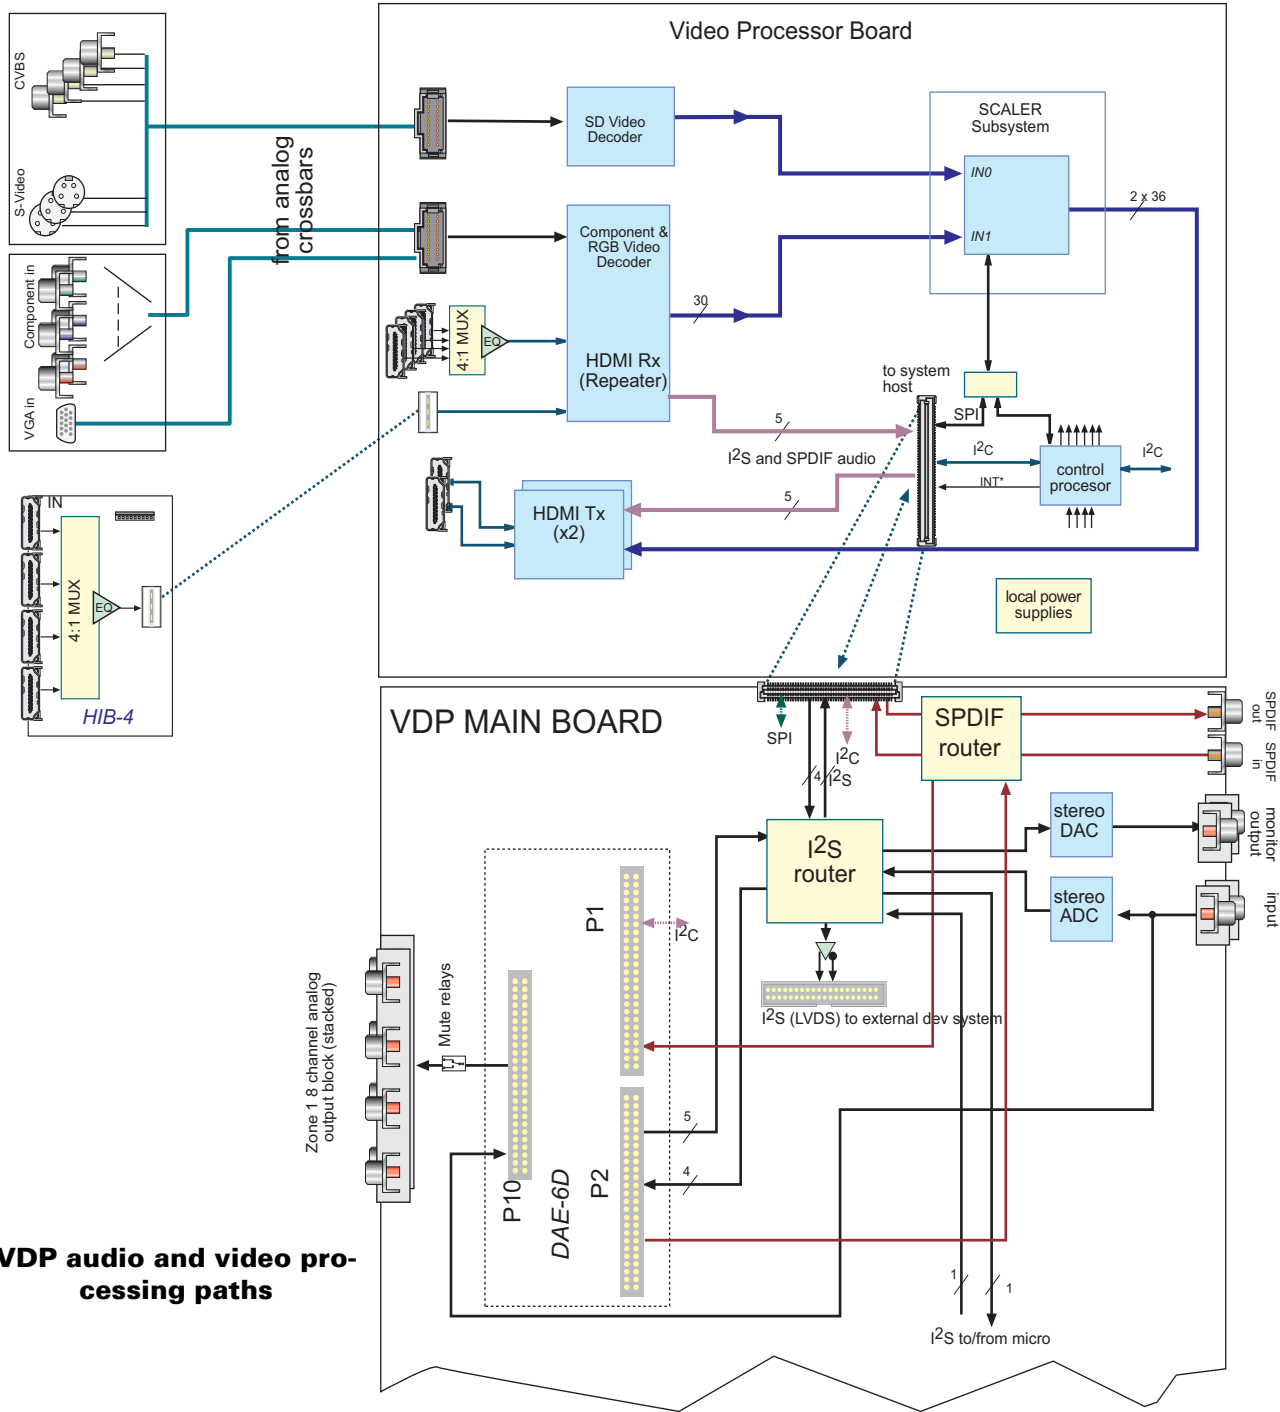 Video Processor Board
CVBS
S-Video
from analog
crossbars
SD Video
Decoder
SCALER
Subsystem
IN0
IN1
2 x 36
Component in
VGA in
Component &
RGB Video
Decoder
HDMI Rx
(Repeater)
30
4:1 MUX
EQ
to system
host
SPI
5
I2S and SPDIF audio
I2C
INT*
control
procesor
I2C
5
HDMI Tx
(x2)
IN
4:1 MUX
EQ
HIB-4
local power
supplies
VDP MAIN BOARD
SPI
I2C
4
I2S
SPDIF
router
SPDIF
out
SPDIF
in
I2S
router
stereo
DAC
monitor
output
stereo
ADC
input
P1
I2C
I2S (LVDS) to external dev system
Mute relays
Zone 1 8 channel analog
output block (stacked)
5
4
P10
DAE-6D
P2
VDP audio and video pro-
cessing paths
1
1
I2S to/from micro